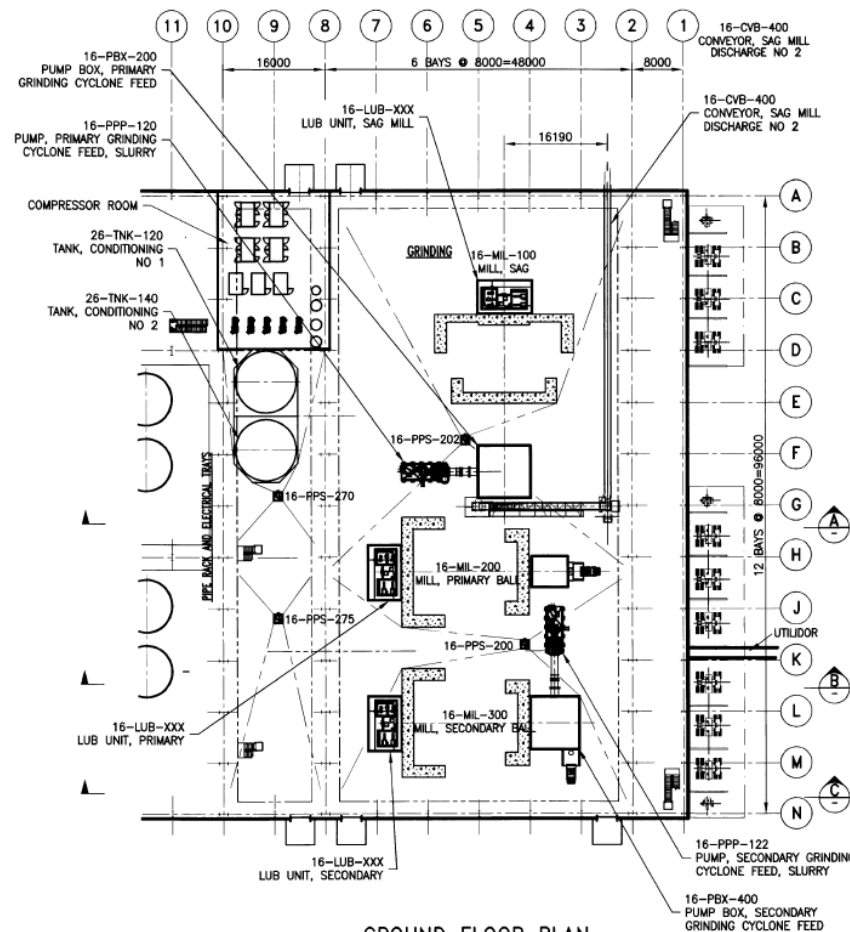 11
10
8
9
7
6
5
4
3
2
1
16-CVB-400
CONVEYOR, SAG MILL
DISCHARGE NO 2
16-PBX-200
PUMP BOX, PRIMARY
GRINDING CYCLONE FEED
16000
6 BAYS @ 8000=48000
8000
16-LUB-XXX
LUB UNIT, SAG MILL
16-CVB-400
CONVEYOR, SAG MILL
DISCHARGE NO 2
16-PPP-120
PUMP, PRIMARY GRINDING
CYCLONE FEED, SLURRY
16190
COMPRESSOR ROOM
A
26-TNK-120
TANK, CONDITIONING
NO 1
GRINDING
16-MIL-100
MILL, SAG
B
26-TNK-140
TANK, CONDITIONING
NO 2
C
D
E
16-PPS-202
F
16-PPS-270
G
A
-
PIPE RACK AND ELECTRICAL TRAYS
12 BAYS @ 8000=96000
H
16-MIL-200
MILL, PRIMARY BALL
J
16-PPS-275
UTILIDOR
16-PPS-200
K
B
-
L
16-LUB-XXX
LUB UNIT, PRIMARY
16-MIL-300
MILL, SECONDARY BALL
M
C
-
N
16-LUB-XXX
LUB UNIT, SECONDARY
16-PPP-122
PUMP, SECONDARY GRINDING
CYCLONE FEED, SLURRY
16-PBX-400
PUMP BOX, SECONDARY
GRINDING CYCLONE FEED
GROUND FLOOR PLAN